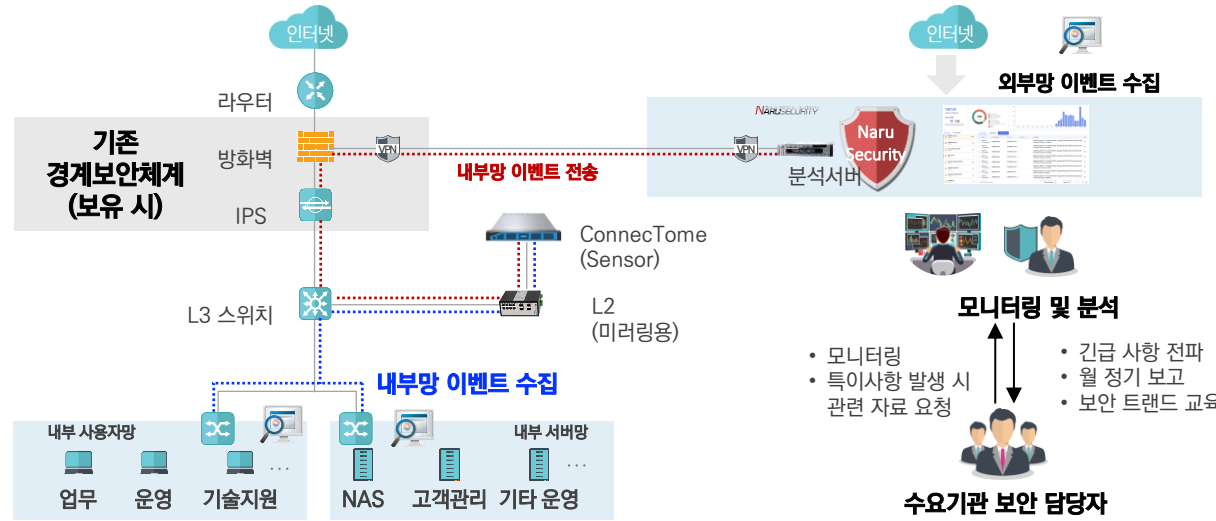 인터넷
라우터
기존
경계보안체계
(보유 시)
방화벽
IPS
VPN
내부망 이벤트 전송
VPN
ConnecTome
(Sensor)
L3 스위치
L2
(미러링용)
내부망 이벤트 수집
내부 사용자망
업무
운영
기술지원
...
내부 서버망
NAS
고객관리
기타 운영
...
인터넷
외부망 이벤트 수집
NARUSECURITY
분석서버
Naru
Security
모니터링 및 분석
• 모니터링
• 특이사항 발생 시
관련 자료 요청
• 긴급 사항 전파
• 월 정기 보고
• 보안 트랜드 교육
수요기관 보안 담당자